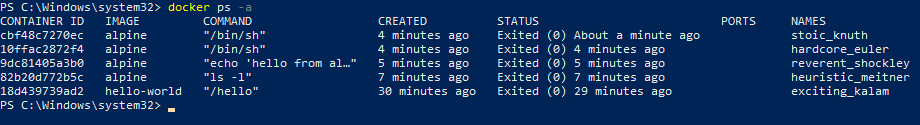 PS C:\Windows\system32> docker ps -a
CONTAINER ID IMAGE COMMAND CREATED STATUS PORTS NAMES
cbf48c7270ec alpine "/bin/sh" 4 minutes ago Exited (0) About a minute ago stoic_knuth
10ffac2872f4 alpine "/bin/sh" 4 minutes ago Exited (0) 4 minutes ago hardcore_euler
9dc81405a3b0 alpine "echo 'hello from al…" 5 minutes ago Exited (0) 5 minutes ago reverent_shockley
82b20d772b5c alpine "ls -l" 7 minutes ago Exited (0) 7 minutes ago heuristic_meitner
18d439739ad2 hello-world "/hello" 30 minutes ago Exited (0) 29 minutes ago exciting_kalam
PS C:\Windows\system32>